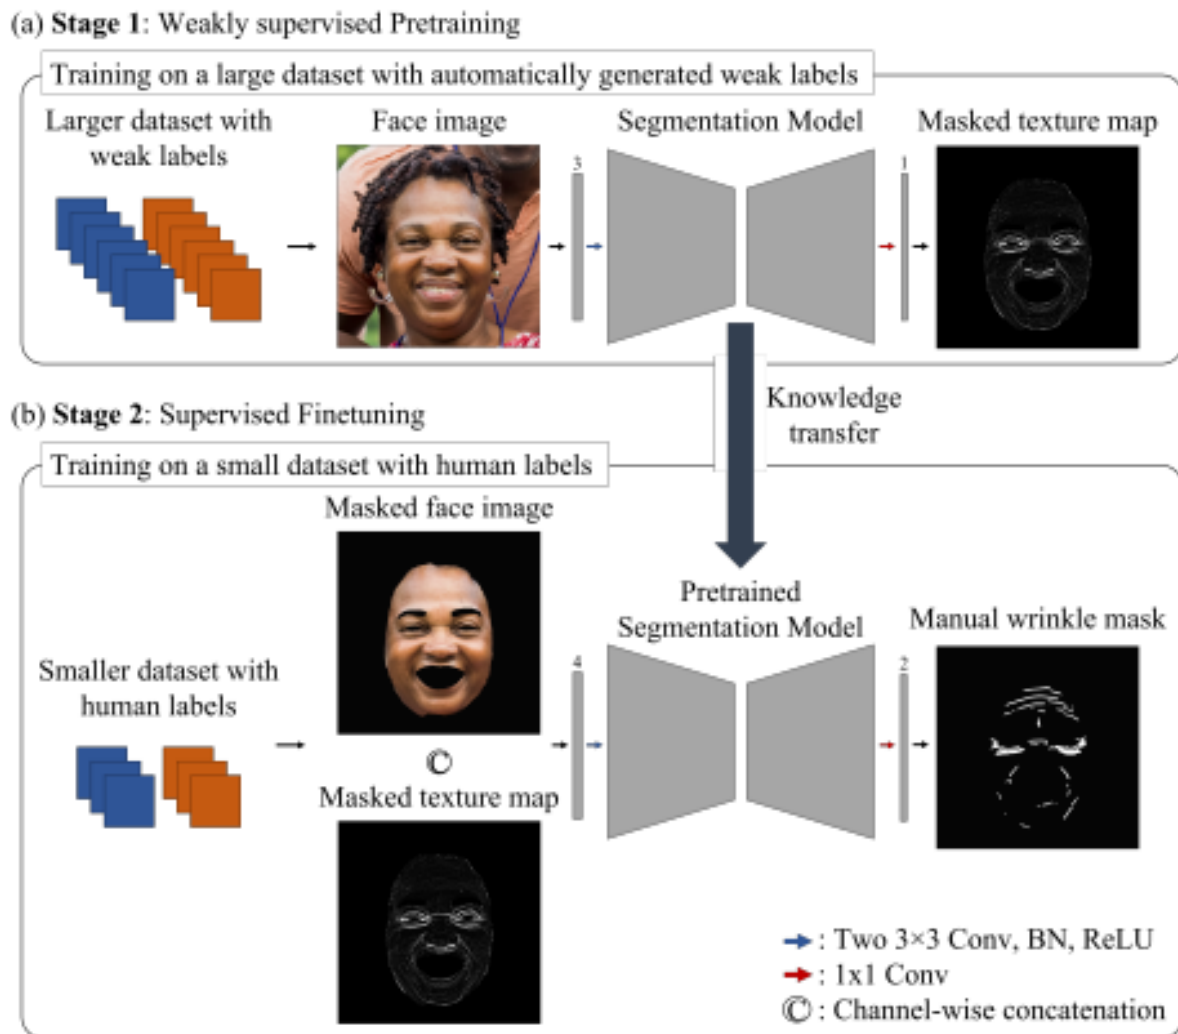 (a) Stage 1: Weakly supervised Pretraining
Training on a large dataset with automatically generated weak labels
Larger dataset with
weak labels
Face image
Segmentation Model
Masked texture map
3
1
Knowledge
transfer
(b) Stage 2: Supervised Finetuning
Training on a small dataset with human labels
Smaller dataset with
human labels
Masked face image
©
Masked texture map
Pretrained
Segmentation Model
Manual wrinkle mask
4
2
: Two 3×3 Conv, BN, ReLU
: 1x1 Conv
© : Channel-wise concatenation